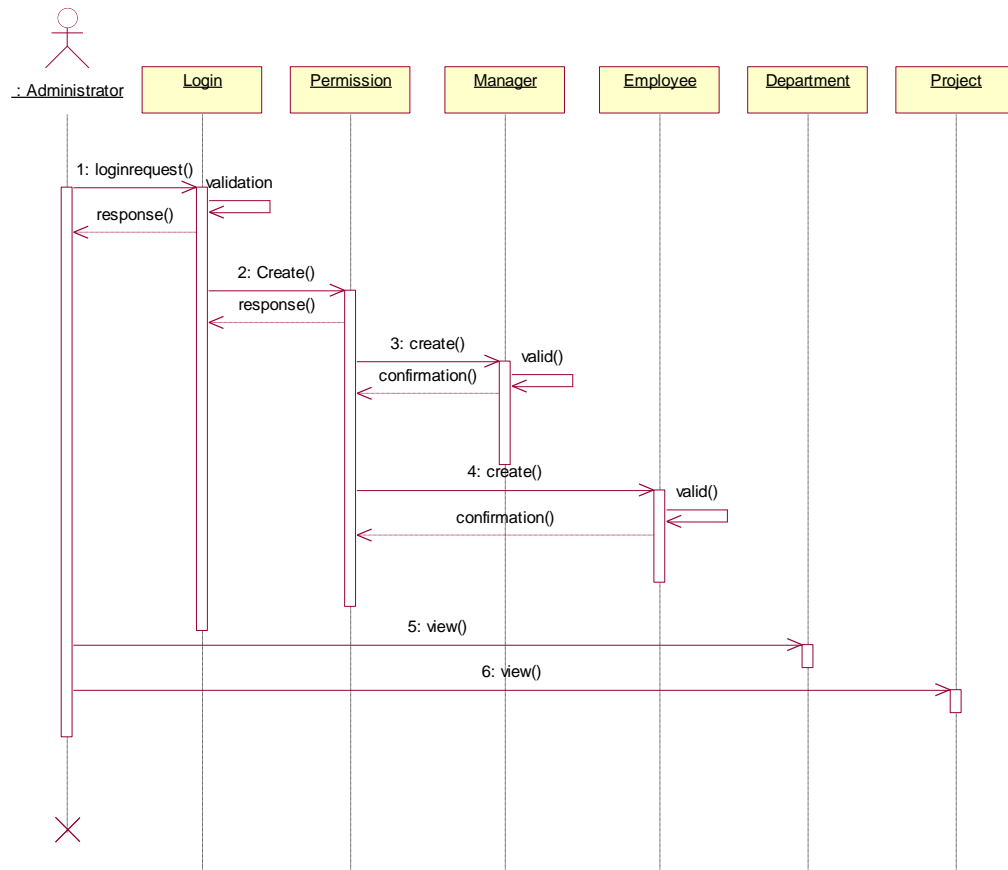 : Administrator
Login
Permission
Manager
Employee
Department
Project
1: loginrequest()
validation
response()
2: Create()
response()
3: create()
valid()
confirmation()
4: create()
valid()
confirmation()
5: view()
6: view()